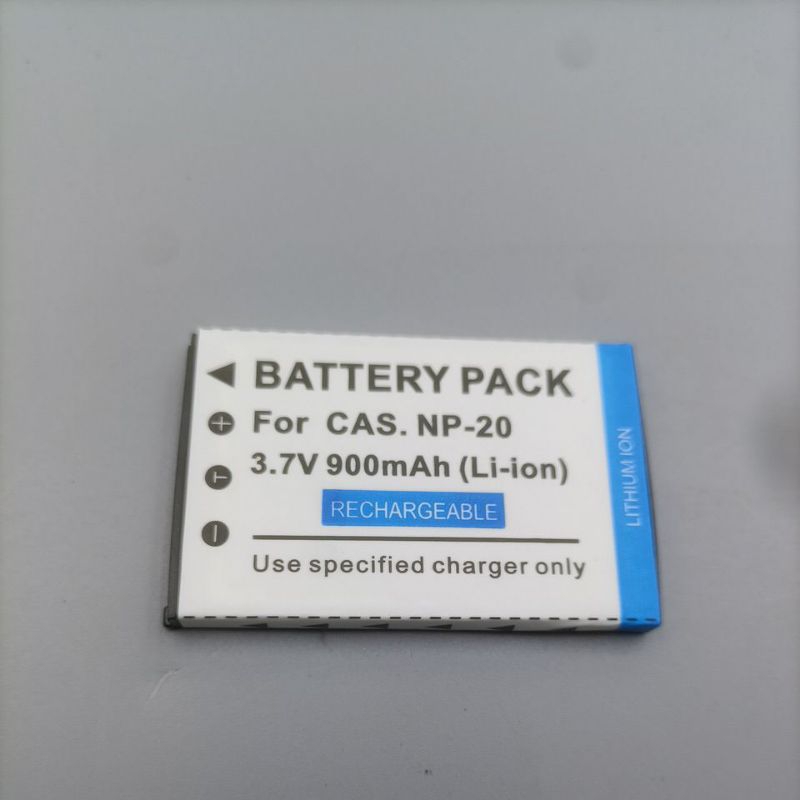 BATTERY PACK
For CAS. NP-20
3.7V 900mAh (Li-ion)
RECHARGEABLE
Use specified charger only
LITHIUM ION
+
T
-